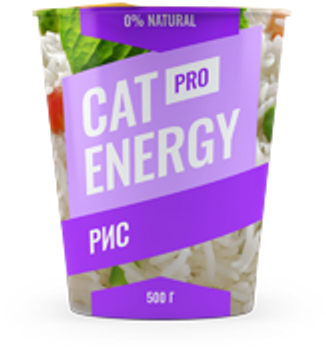 0% NATURAL
CAT PRO
ENERGY
РИС
500 Г